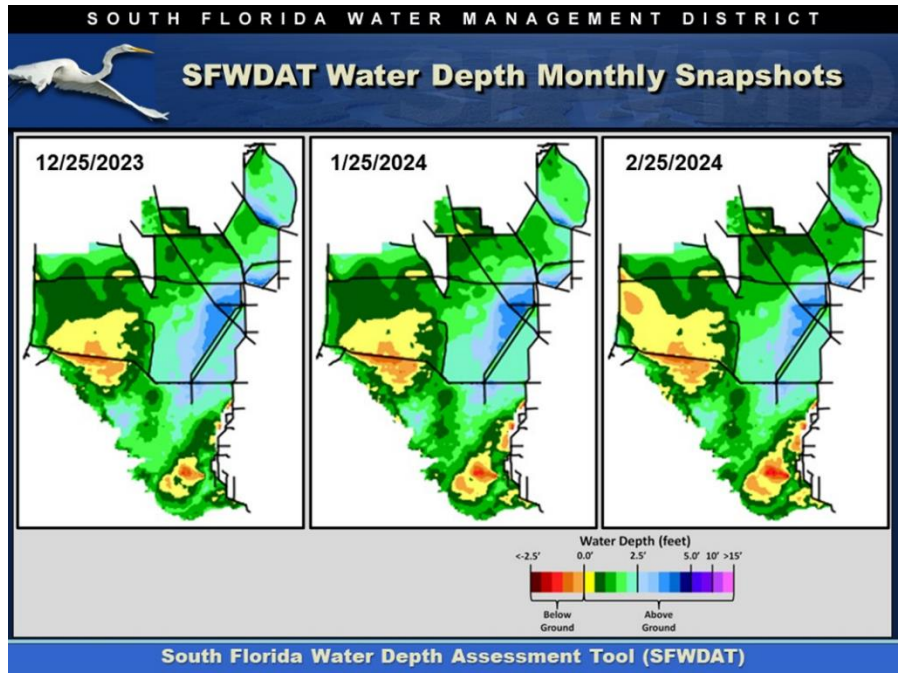 SOUTH FLORIDA WATER MANAGEMENT DISTRICT
SFWDAT Water Depth Monthly Snapshots
12/25/2023
1/25/2024
2/25/2024
Water Depth (feet)
<-2.5' 0.0' 2.5' 5.0' 10' >15'
Below Above
Ground Ground
South Florida Water Depth Assessment Tool (SFWDAT)